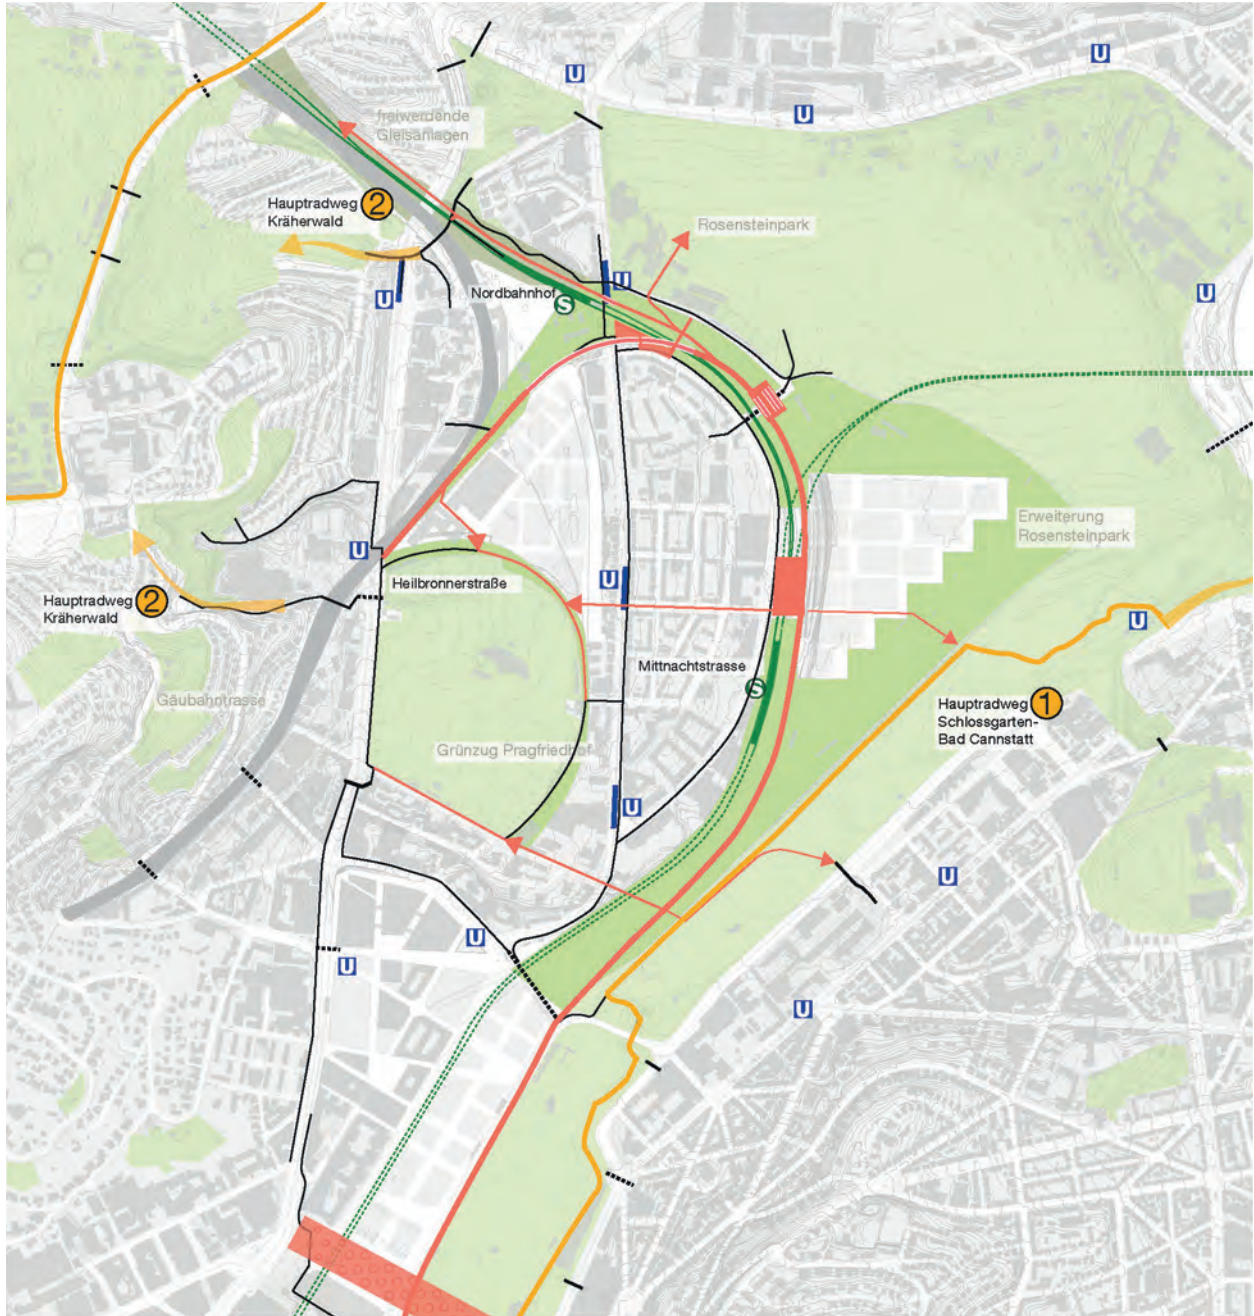 U
U
U
freiwerdende
Gleisanlagen
Hauptradweg
Kräherwald
2
Rosensteinpark
U
U
Nordbahnhof
S
U
Erweiterung
Rosensteinpark
U
Heilbronnerstraße
U
Hauptradweg
Kräherwald
2
U
Mittnachtstrasse
S
Gäubahntrasse
Hauptradweg
Schlossgarten-
Bad Cannstatt
1
Grünzug Pragfriedhof
U
U
U
U
U